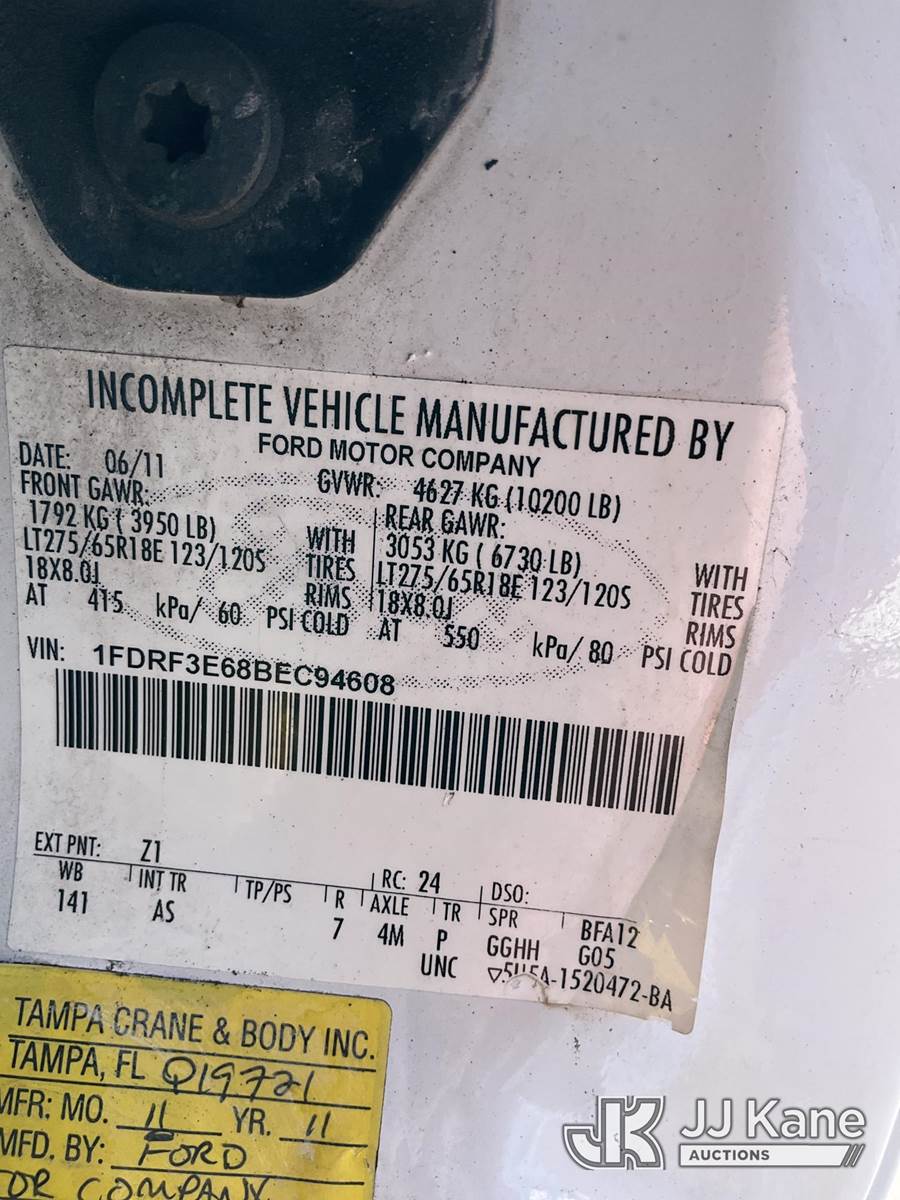 INCOMPLETE VEHICLE MANUFACTURED BY
FORD MOTOR COMPANY
DATE: 06/11 GVWR: 4627 KG (10200 LB)
FRONT GAWR: REAR GAWR:
1792 KG ( 3950 LB) WITH 3053 KG ( 6730 LB) WITH
LT275/65R18E 123/120S TIRES LT275/65R18E 123/120S TIRES
18X8.0J RIMS 18X8.0J RIMS
AT 415 kPa/ 60 PSI COLD AT 550 kPa/ 80 PSI COLD
VIN: 1FDRF3E68BEC94608
EXT PNT: Z1 RC: 24 DSO:
WB INT TR TP/PS R AXLE TR SPR BFA12
141 AS 7 4M P GGHH G05
UNC ▽5U5A-1520472-BA
TAMPA CRANE & BODY INC.
TAMPA, FL Q19721
MFR: MO. 11 YR. 11
MFD. BY: FORD
COMPANY
JJ Kane
AUCTIONS